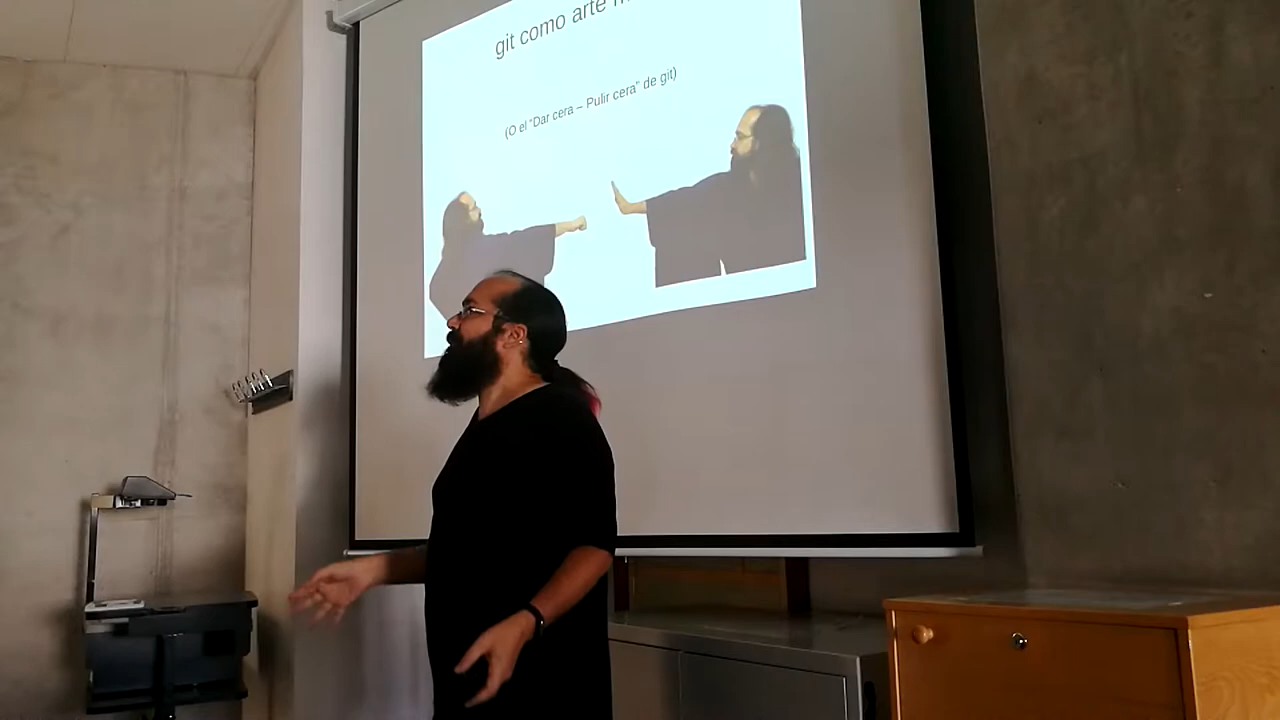 git como arte
(O el "Dar cera – Pulir cera" de git)